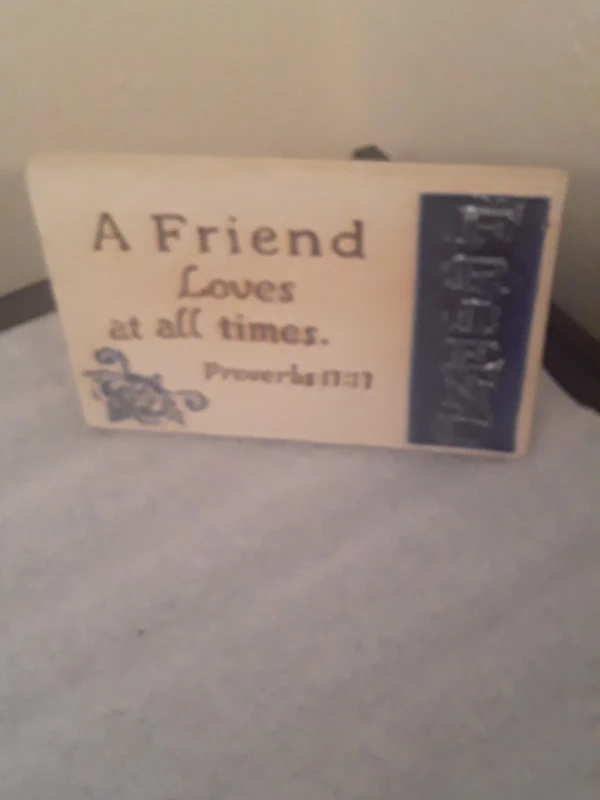 A Friend
Loves
at all times.
Proverbs 17:17